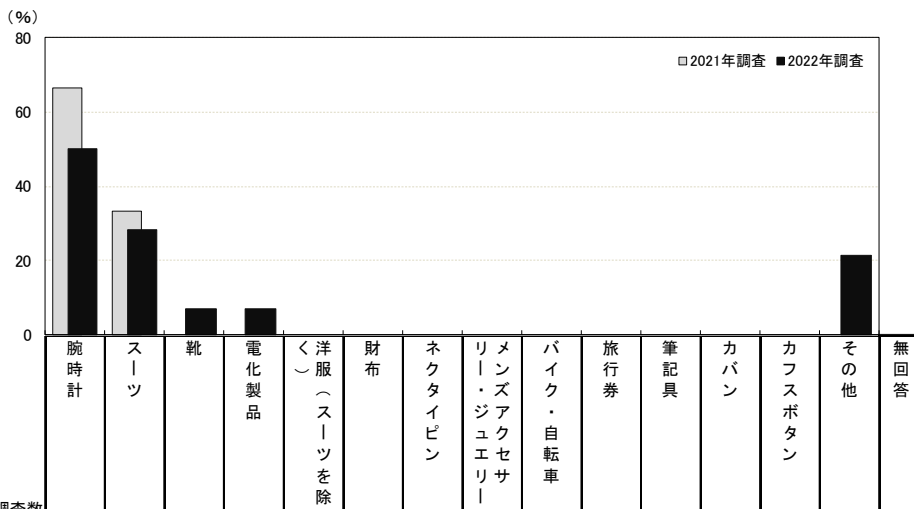 （%）
80
60
40
20
0
2021年調査 2022年調査
腕時計
スーツ
靴
電化製品
洋服（スーツを除
く）
財布
ネクタイピン
メンズアクセサ
リー・ジュエリー
バイク・自転車
旅行券
筆記具
カバン
カフスボタン
その他
無回答
調査数